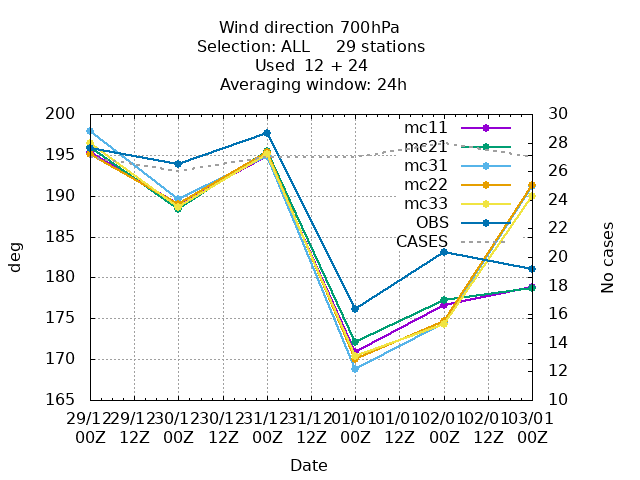 Wind direction 700hPa
Selection: ALL 29 stations
Used 12 + 24
Averaging window: 24h
200
195
190
185
180
175
170
165
deg
30
28
26
24
22
20
18
16
14
12
10
No cases
mc11
mc21
mc31
mc22
mc33
OBS
CASES
29/12 29/12 30/12 30/12 31/12 31/12 01/01 01/01 02/01 02/01 03/01
00Z 12Z 00Z 12Z 00Z 12Z 00Z 12Z 00Z 12Z 00Z
Date